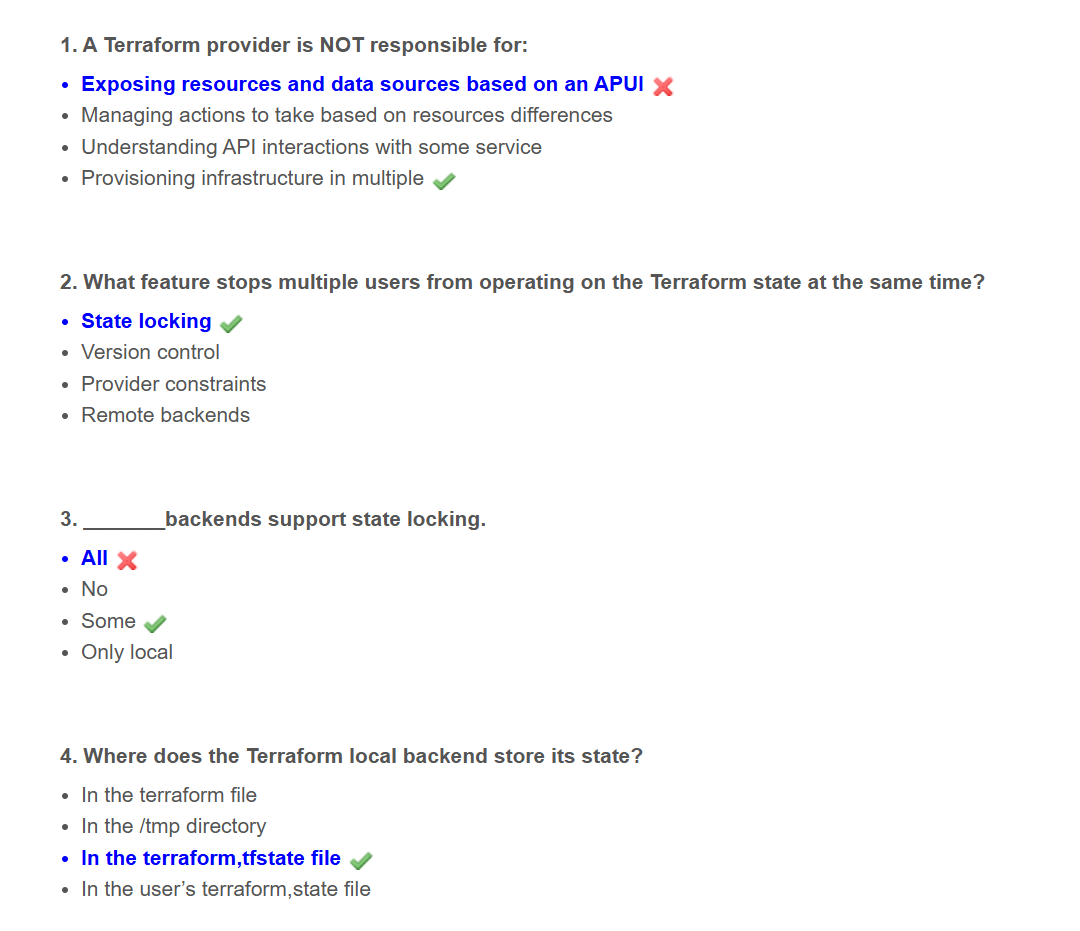 1. A Terraform provider is NOT responsible for:
• Exposing resources and data sources based on an APUI
• Managing actions to take based on resources differences
• Understanding API interactions with some service
• Provisioning infrastructure in multiple
2. What feature stops multiple users from operating on the Terraform state at the same time?
• State locking
• Version control
• Provider constraints
• Remote backends
3. _______backends support state locking.
• All
• No
• Some
• Only local
4. Where does the Terraform local backend store its state?
• In the terraform file
• In the /tmp directory
• In the terraform,tfstate file
• In the user’s terraform,state file